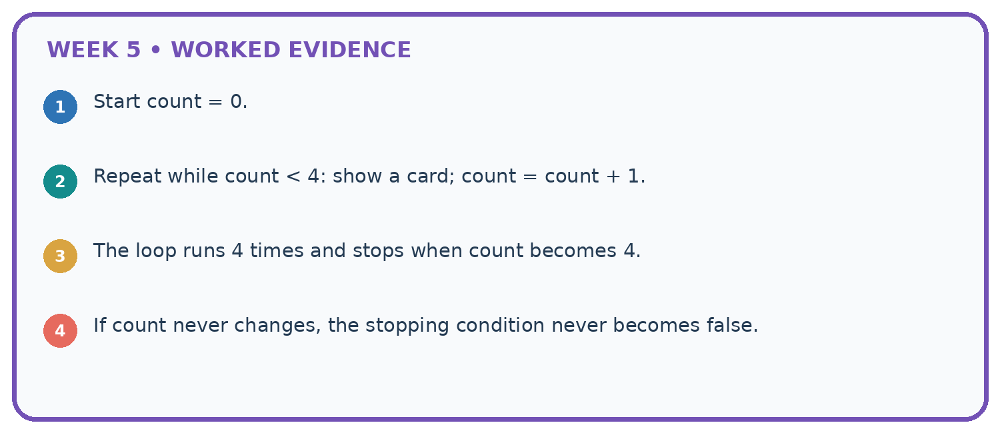 WEEK 5 • WORKED EVIDENCE
1 Start count = 0.
2 Repeat while count < 4: show a card; count = count + 1.
3 The loop runs 4 times and stops when count becomes 4.
4 If count never changes, the stopping condition never becomes false.